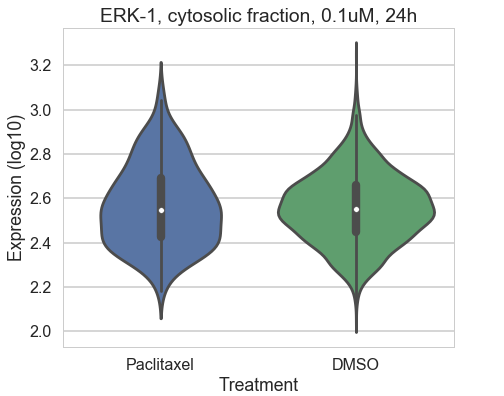 ERK-1, cytosolic fraction, 0.1uM, 24h
Expression (log10)
3.2
3.0
2.8
2.6
2.4
2.2
2.0
Paclitaxel DMSO
Treatment